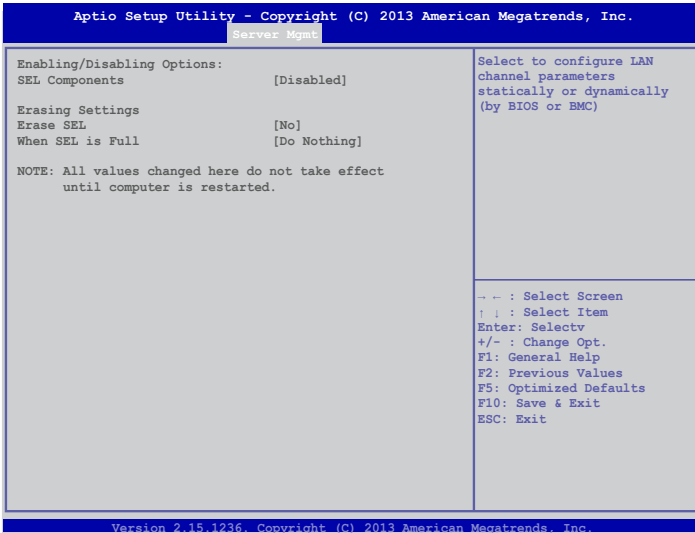 Aptio Setup Utility - Copyright (C) 2013 American Megatrends, Inc.
Server Mgmt
Enabling/Disabling Options:
SEL Components [Disabled]
Erasing Settings
Erase SEL [No]
When SEL is Full [Do Nothing]
NOTE: All values changed here do not take effect
until computer is restarted.
Select to configure LAN
channel parameters
statically or dynamically
(by BIOS or BMC)
→ ← : Select Screen
↑ ↓ : Select Item
Enter: Selectv
+/- : Change Opt.
F1: General Help
F2: Previous Values
F5: Optimized Defaults
F10: Save & Exit
ESC: Exit
Version 2.15.1236. Copyright (C) 2013 American Megatrends, Inc.